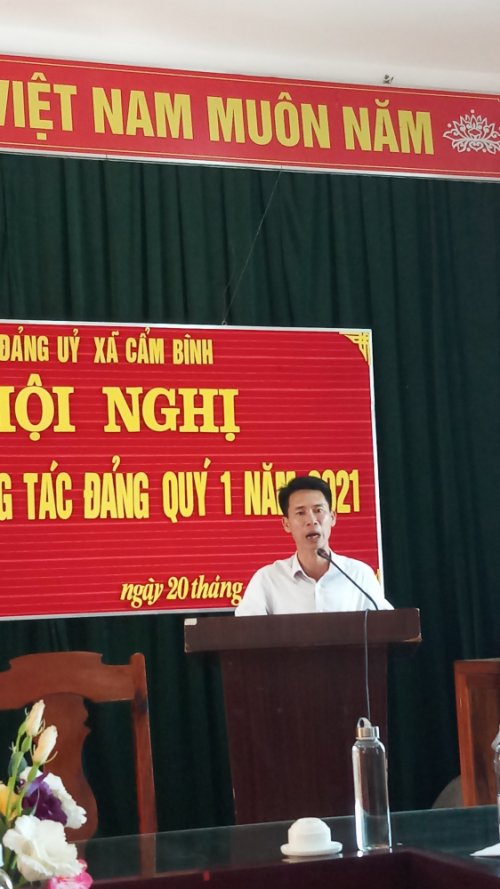 VIỆT NAM MUÔN NĂM
ĐẢNG UỶ XÃ CẨM BÌNH
HỘI NGHỊ
TÁC ĐẢNG QUÝ 1 NĂM 2021
ngày 20 tháng